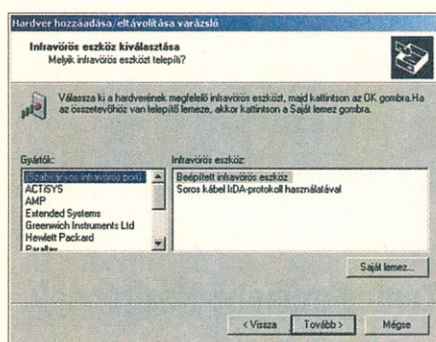 Hardver hozzáadása/eltávolítása varázsló
Infravörös eszköz kiválasztása
Melyik infravörös eszközt telepíti?
Válassza ki a hardverének megfelelő infravörös eszközt, majd kattintson az OK gombra.Ha
az összetevőhöz van telepítő lemeze, akkor kattintson a Saját lemez gombra.
Gyártók:
(Szabványos infravörös port)
ACTiSYS
AMP
Extended Systems
Greenwich Instruments Ltd
Hewlett Packard
Parallax
Infravörös eszköz:
Beépített infravörös eszköz
Soros kábel IrDA-protokoll használatával
Saját lemez...
< Vissza
Tovább >
Mégse